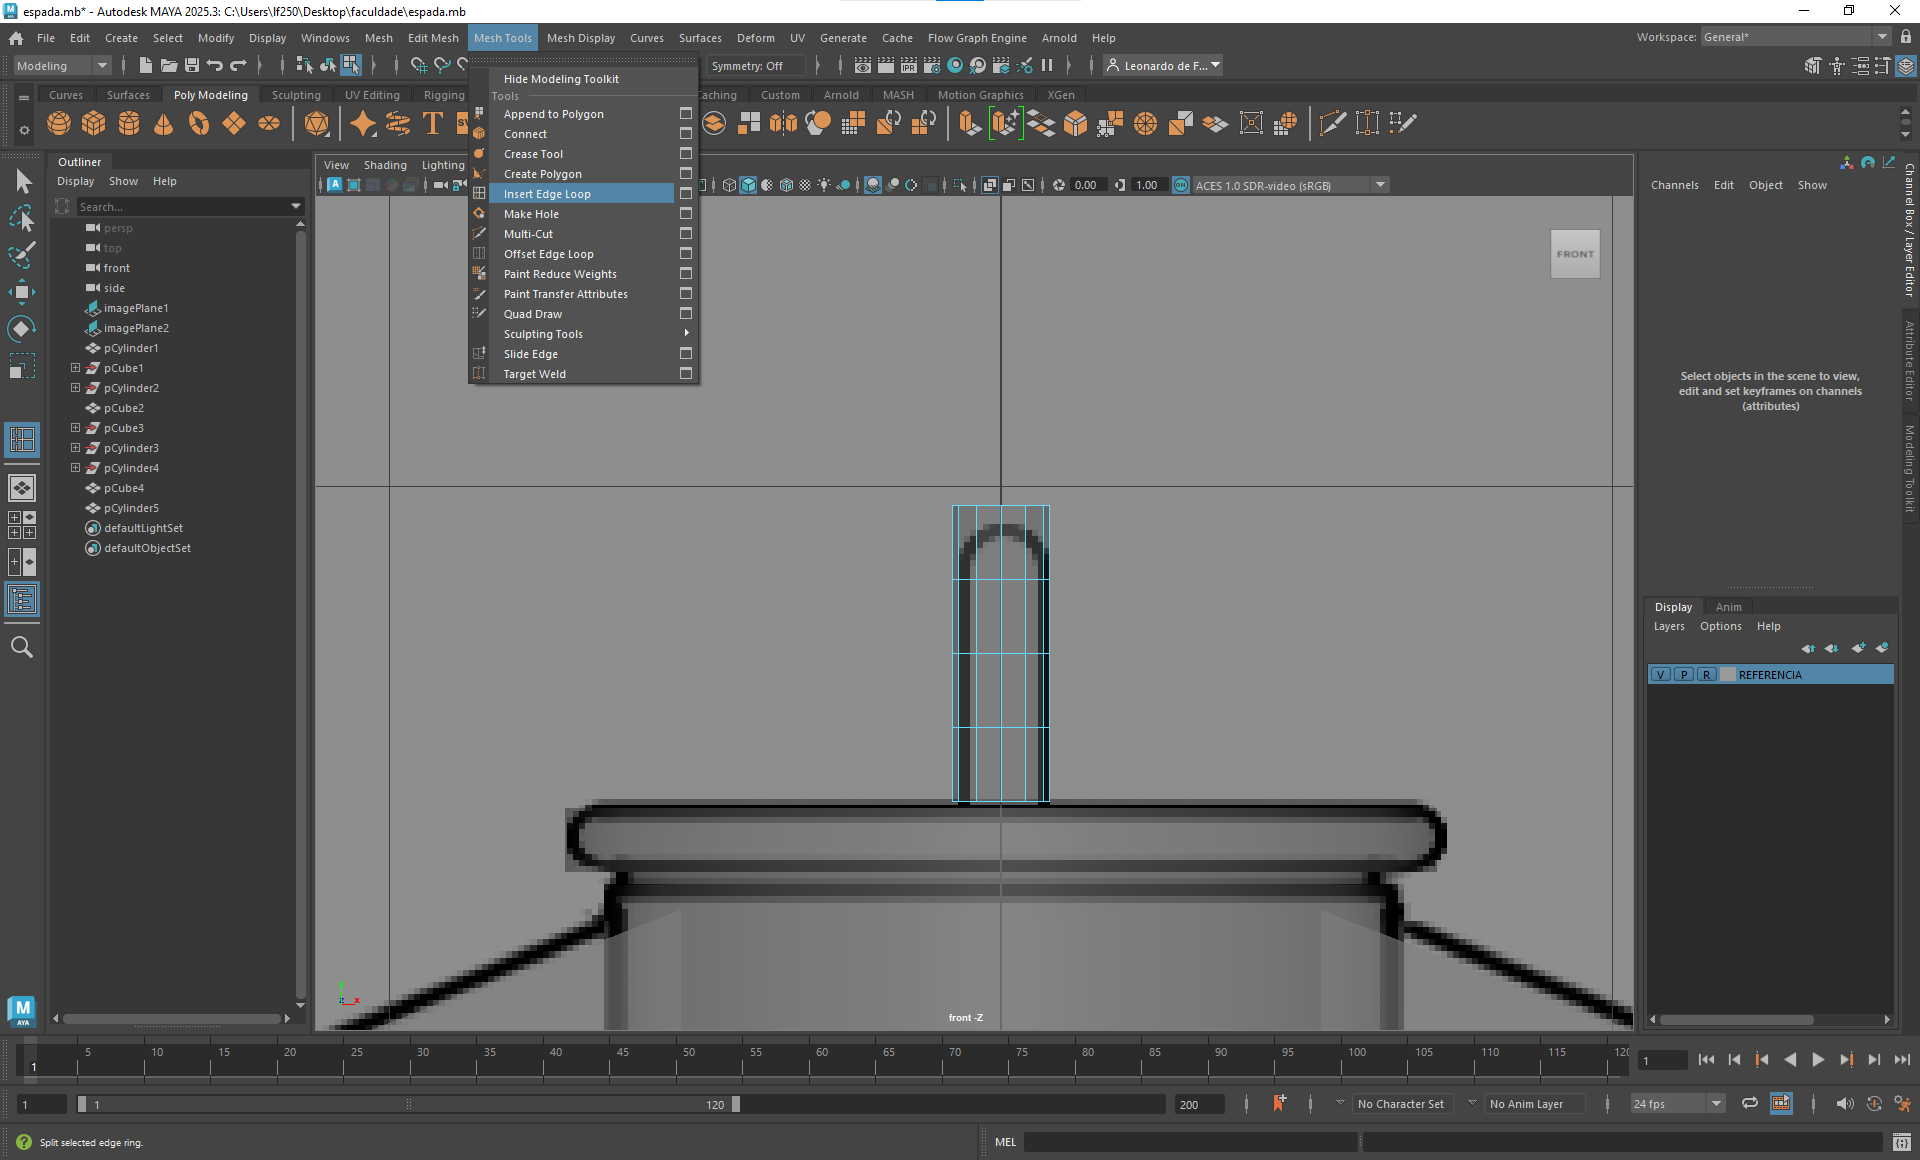 espada.mb* - Autodesk MAYA 2025.3: C:\Users\lf250\Desktop\faculdade\espada.mb
File Edit Create Select Modify Display Windows Mesh Edit Mesh Mesh Tools Mesh Display Curves Surfaces Deform UV Generate Cache Flow Graph Engine Arnold Help
Workspace: General*
Modeling
Symmetry: Off
Leonardo de F...
Curves Surfaces Poly Modeling Sculpting UV Editing Rigging
Custom Arnold MASH Motion Graphics XGen
Hide Modeling Toolkit
Tools
Append to Polygon
Connect
Crease Tool
Create Polygon
Insert Edge Loop
Make Hole
Multi-Cut
Offset Edge Loop
Paint Reduce Weights
Paint Transfer Attributes
Quad Draw
Sculpting Tools
Slide Edge
Target Weld
Outliner
Display Show Help
Search...
persp
top
front
side
imagePlane1
imagePlane2
pCylinder1
pCube1
pCylinder2
pCube2
pCube3
pCylinder3
pCylinder4
pCube4
pCylinder5
defaultLightSet
defaultObjectSet
View Shading Lighting
0.00 1.00 ACES 1.0 SDR-video (sRGB)
FRONT
front -Z
Channels Edit Object Show
Select objects in the scene to view,
edit and set keyframes on channels
(attributes)
Channel Box / Layer Editor
Attribute Editor
Modeling Toolkit
Display Anim
Layers Options Help
V P R REFERENCIA
5 10 15 20 25 30 35 40 45 50 55 60 65 70 75 80 85 90 95 100 105 110 115 120
1
1
1 1 120 200
No Character Set No Anim Layer 24 fps
Split selected edge ring.
MEL
M
AYA